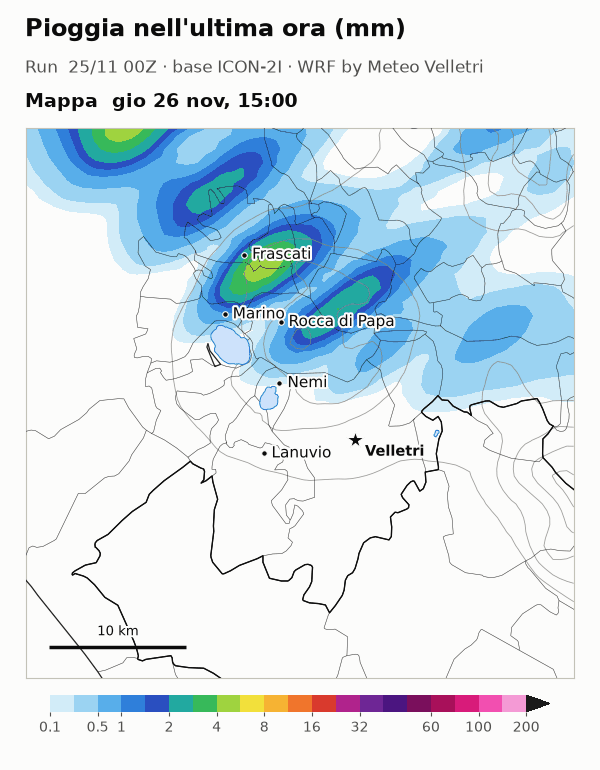 Pioggia nell'ultima ora (mm)
Run  25/11 00Z · base ICON-2I · WRF by Meteo Velletri
Mappa  gio 26 nov, 15:00
Frascati
Marino
Rocca di Papa
Nemi
Velletri
Lanuvio
10 km
0.1 0.5 1 2 4 8 16 32 60 100 200